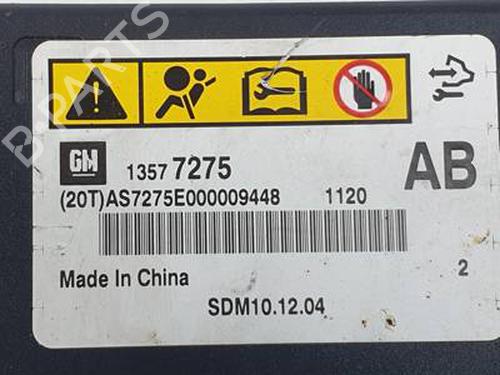 B-PARTS
GM 1357 7275 AB
(20T)AS7275E000009448 1120
Made In China 2
SDM10.12.04